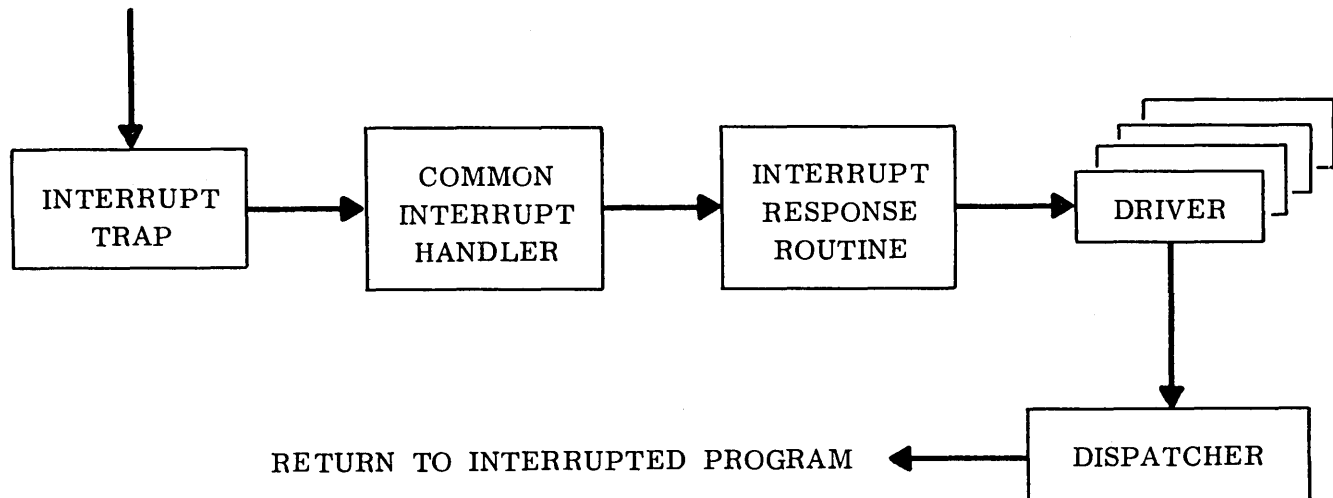 INTERRUPT
TRAP
COMMON
INTERRUPT
HANDLER
INTERRUPT
RESPONSE
ROUTINE
DRIVER
DISPATCHER
RETURN TO INTERRUPTED PROGRAM